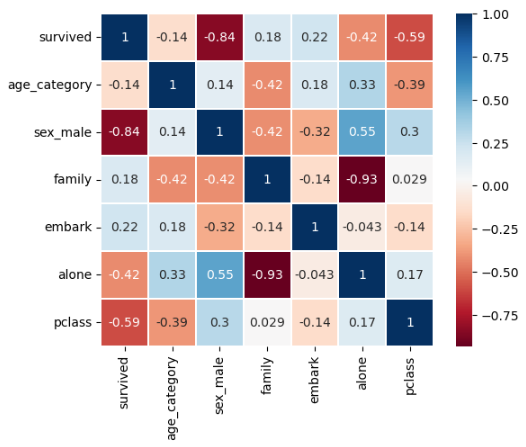 survived 1 -0.14 -0.84 0.18 0.22 -0.42 -0.59
age_category -0.14 1 0.14 -0.42 0.18 0.33 -0.39
sex_male -0.84 0.14 1 -0.42 -0.32 0.55 0.3
family 0.18 -0.42 -0.42 1 -0.14 -0.93 0.029
embark 0.22 0.18 -0.32 -0.14 1 -0.043 -0.14
alone -0.42 0.33 0.55 -0.93 -0.043 1 0.17
pclass -0.59 -0.39 0.3 0.029 -0.14 0.17 1
survived
age_category
sex_male
family
embark
alone
pclass
1.00
0.75
0.50
0.25
0.00
−0.25
−0.50
−0.75